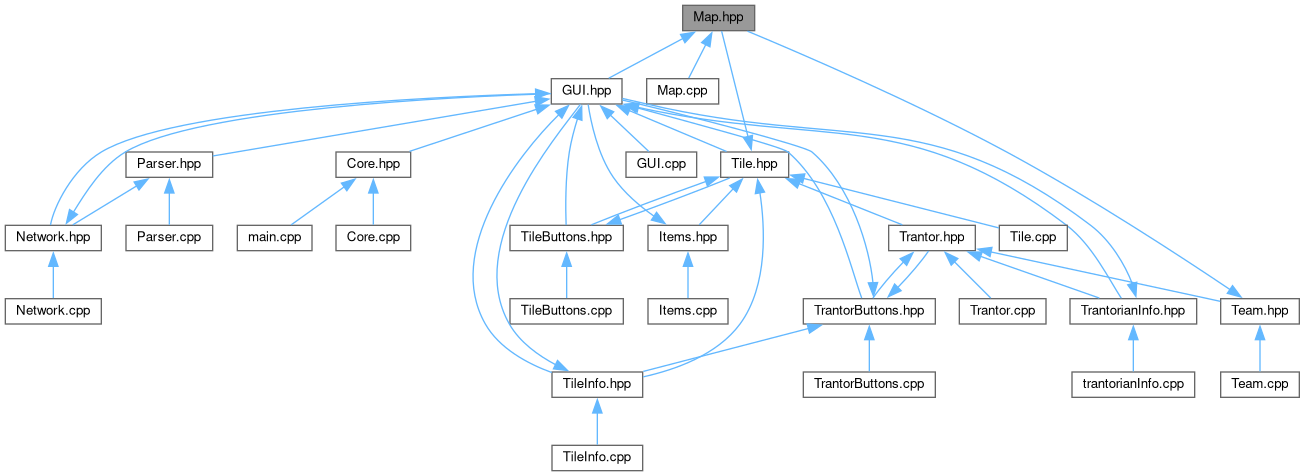 Map.hpp
GUI.hpp
Map.cpp
Parser.hpp
Core.hpp
GUI.cpp
Tile.hpp
Network.hpp
Parser.cpp
main.cpp
Core.cpp
TileButtons.hpp
Items.hpp
Trantor.hpp
Tile.cpp
Network.cpp
TileButtons.cpp
Items.cpp
TrantorButtons.hpp
Trantor.cpp
TrantorianInfo.hpp
Team.hpp
TileInfo.hpp
TrantorButtons.cpp
trantorianInfo.cpp
Team.cpp
TileInfo.cpp